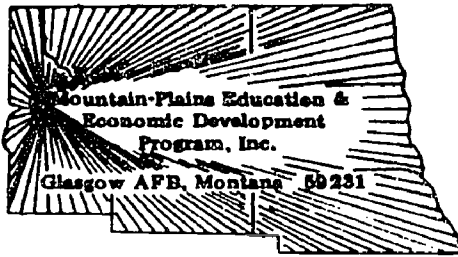 Mountain-Plains Education &
Economic Development
Program, Inc.
Glasgow AFB, Montana 59231